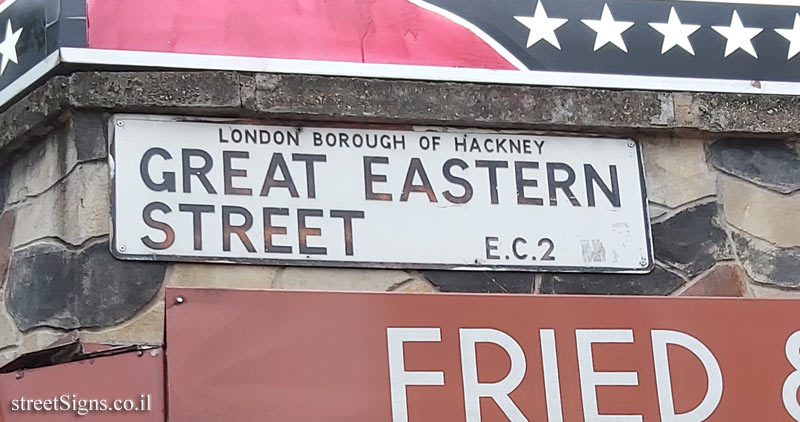 LONDON BOROUGH OF HACKNEY
GREAT EASTERN
STREET E.C.2
FRIED &
streetSigns.co.il